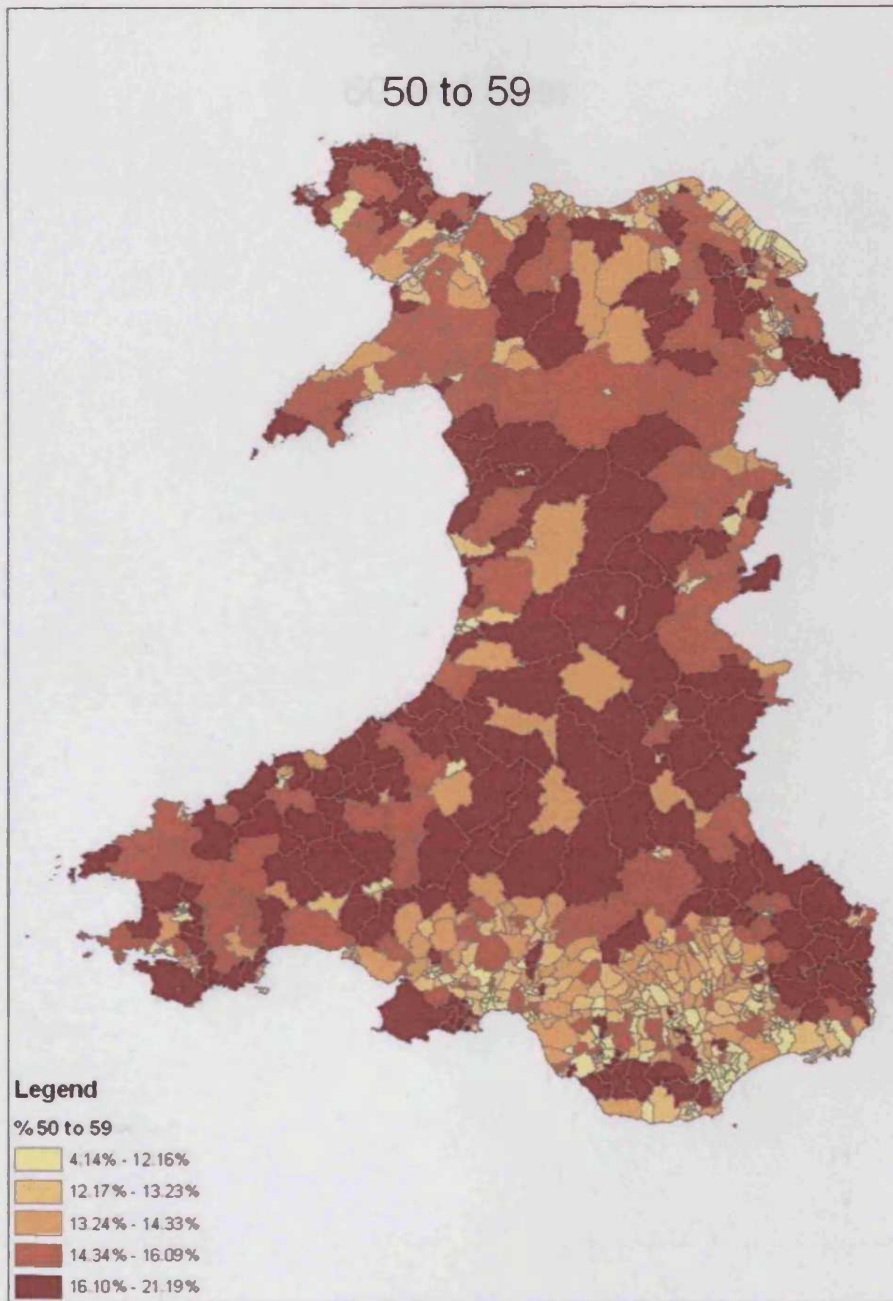 50 to 59
Legend
% 50 to 59
4.14% - 12.16%
12.17% - 13.23%
13.24% - 14.33%
14.34% - 16.09%
16.10% - 21.19%